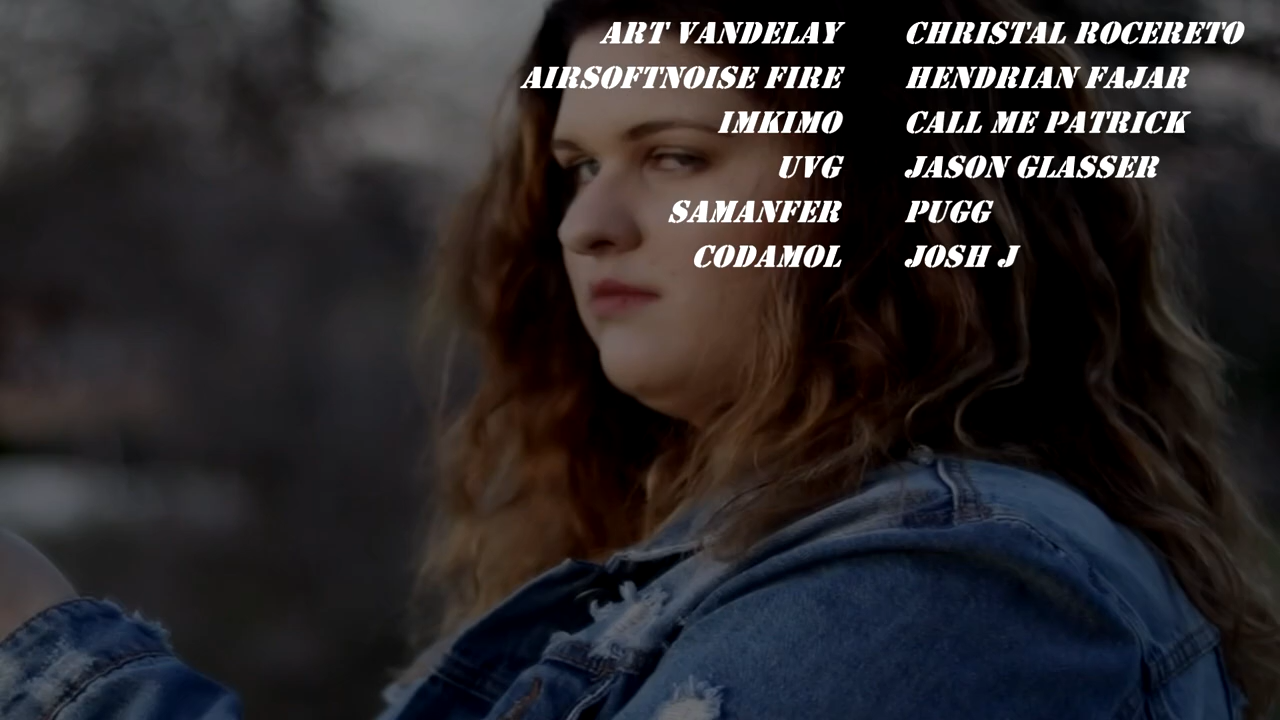 ART VANDELAY CHRISTAL ROCERETO
AIRSOFTNOISE FIRE HENDRIAN FAJAR
IMKIMO CALL ME PATRICK
UVG JASON GLASSER
SAMANFER PUGG
CODAMOL JOSH J